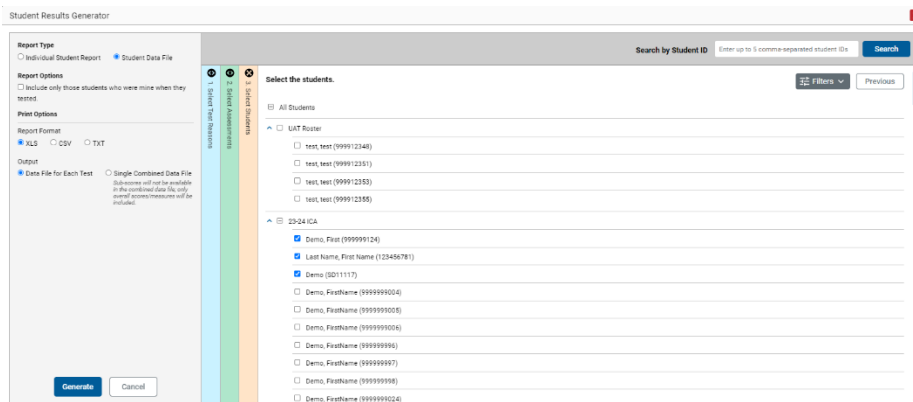 Student Results Generator
Report Type
Individual Student Report
Student Data File
Report Options
Include only those students who were mine when they
tested.
Print Options
Report Format
XLS
CSV
TXT
Output
Data File for Each Test
Single Combined Data File
Sub-scores will not be available
in the combined data file; only
overall scores/measures will be
included.
Generate
Cancel
1. Select Test Reasons
2. Select Assessments
3. Select Students
Search by Student ID
Enter up to 5 comma-separated student IDs
Search
Select the students.
Filters
Previous
All Students
UAT Roster
test, test (999912348)
test, test (999912351)
test, test (999912353)
test, test (999912355)
23-24 ICA
Demo, First (999999124)
Last Name, First Name (123456781)
Demo (SD11117)
Demo, FirstName (9999999004)
Demo, FirstName (9999999005)
Demo, FirstName (9999999006)
Demo, FirstName (999999996)
Demo, FirstName (999999997)
Demo, FirstName (999999998)
Demo, FirstName (9999999024)